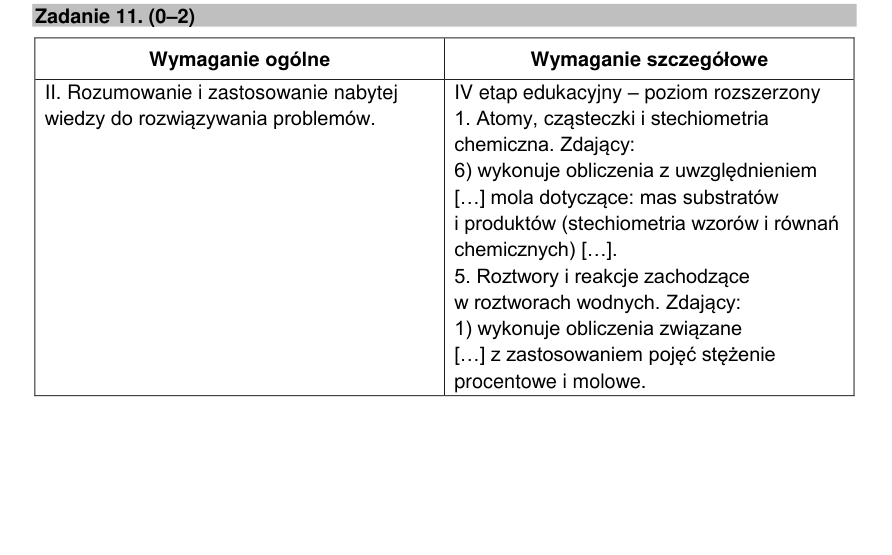 Zadanie 11. (0–2)
Wymaganie ogólne
Wymaganie szczegółowe
II. Rozumowanie i zastosowanie nabytej
wiedzy do rozwiązywania problemów.
IV etap edukacyjny – poziom rozszerzony
1. Atomy, cząsteczki i stechiometria
chemiczna. Zdający:
6) wykonuje obliczenia z uwzględnieniem
[…] mola dotyczące: mas substratów
i produktów (stechiometria wzorów i równań
chemicznych) […].
5. Roztwory i reakcje zachodzące
w roztworach wodnych. Zdający:
1) wykonuje obliczenia związane
[…] z zastosowaniem pojęć stężenie
procentowe i molowe.